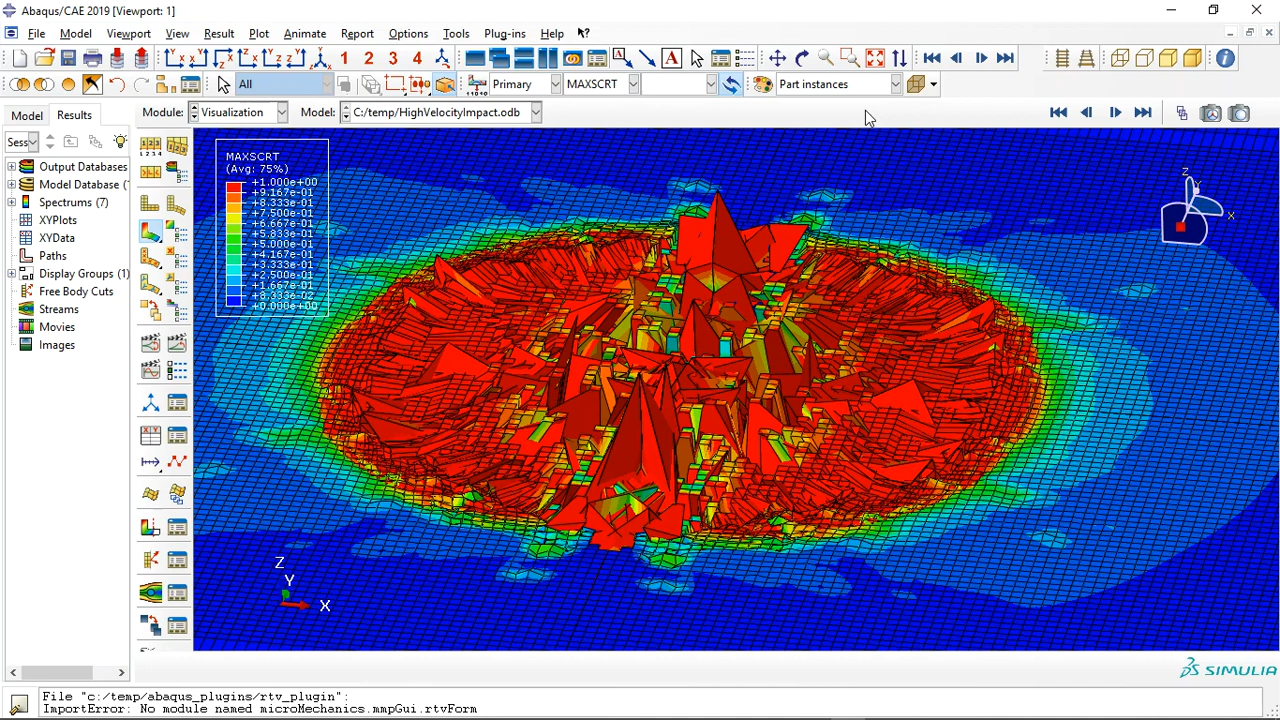 Abaqus/CAE 2019 [Viewport: 1]
File Model Viewport View Result Plot Animate Report Options Tools Plug-ins Help
1 2 3 4
All Primary MAXSCRT Part instances
Model Results Module: Visualization Model: C:/temp/HighVelocityImpact.odb
Sess
Output Databases
Model Database (
Spectrums (7)
XYPlots
XYData
Paths
Display Groups (1)
Free Body Cuts
Streams
Movies
Images
MAXSCRT
(Avg: 75%)
+1.000e+00
+9.167e-01
+8.333e-01
+7.500e-01
+6.667e-01
+5.833e-01
+5.000e-01
+4.167e-01
+3.333e-01
+2.500e-01
+1.667e-01
+8.333e-02
+0.000e+00
Z
Y
X
Z
Y
X
SIMULIA
File "c:/temp/abaqus_plugins/rtv_plugin":
ImportError: No module named microMechanics.mmpGui.rtvForm